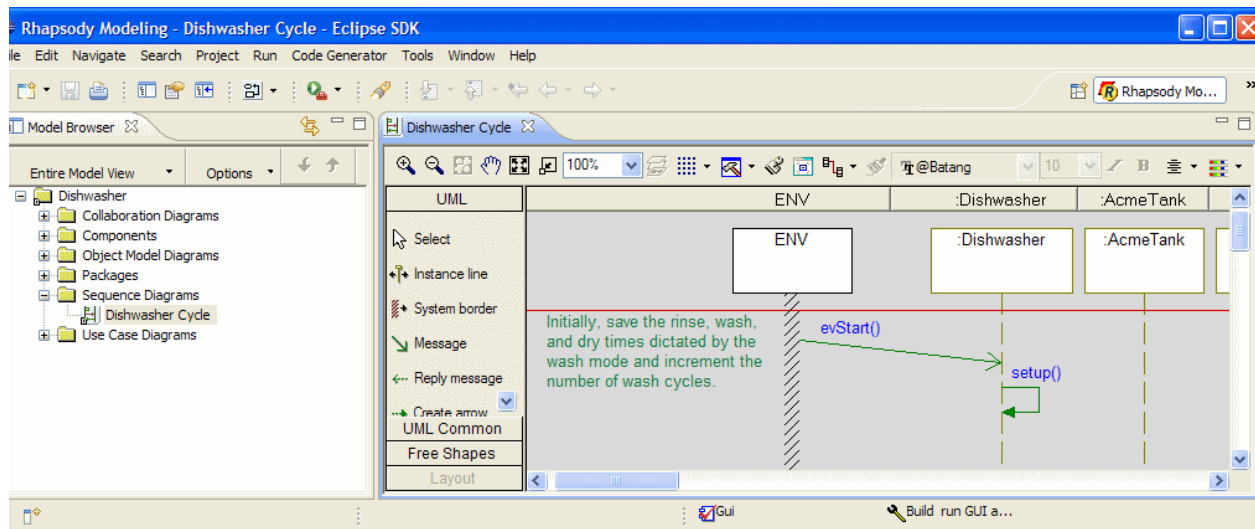 Rhapsody Modeling - Dishwasher Cycle - Eclipse SDK
ile Edit Navigate Search Project Run Code Generator Tools Window Help
Rhapsody Mo...
Model Browser
Dishwasher Cycle
Entire Model View Options
100% @Batang 10
Dishwasher
Collaboration Diagrams
Components
Object Model Diagrams
Packages
Sequence Diagrams
Dishwasher Cycle
Use Case Diagrams
UML
Select
Instance line
System border
Message
Reply message
Create arrow
UML Common
Free Shapes
Layout
ENV :Dishwasher :AcmeTank
ENV :Dishwasher :AcmeTank
Initially, save the rinse, wash,
and dry times dictated by the
wash mode and increment the
number of wash cycles.
evStart()
setup()
Gui Build run GUI a...